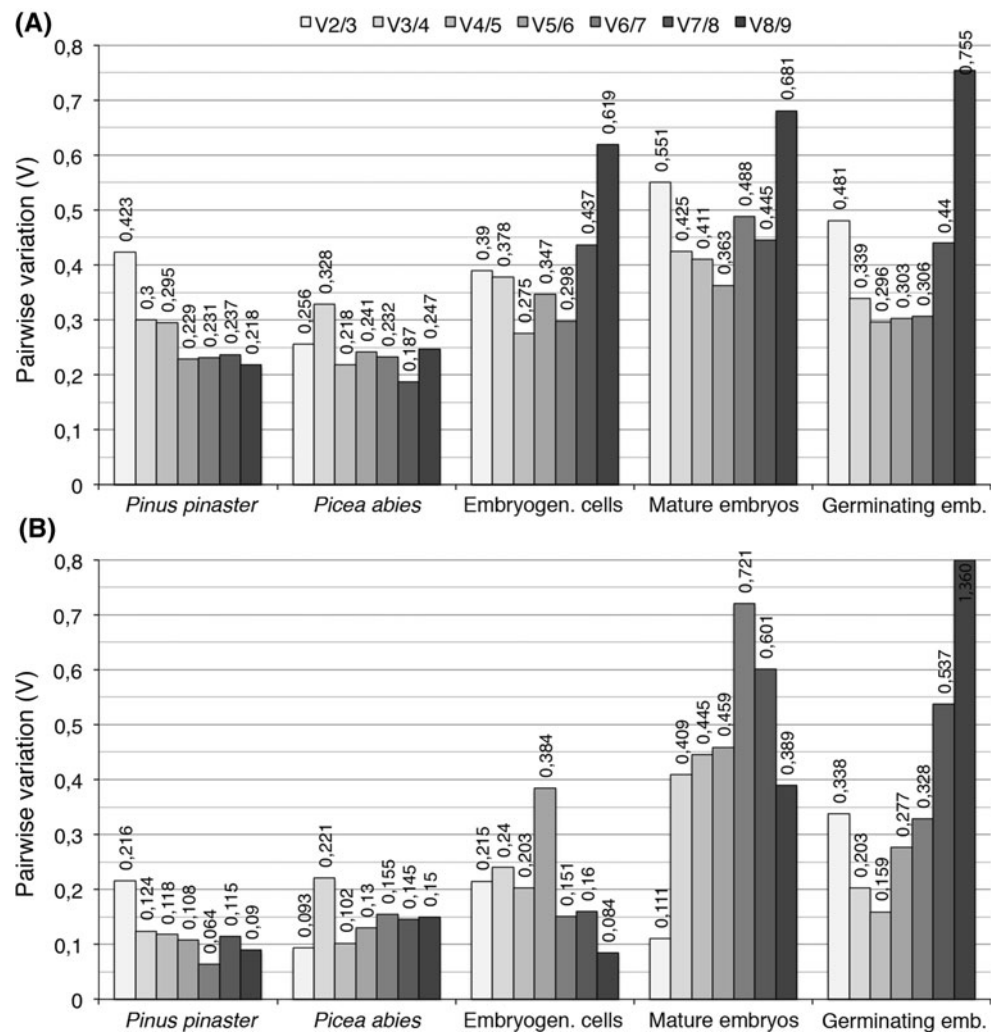 (A)
V2/3 V3/4 V4/5 V5/6 V6/7 V7/8 V8/9
Pairwise variation (V)
0,8
0,7
0,6
0,5
0,4
0,3
0,2
0,1
0
0,423 0,3 0,295 0,229 0,231 0,237 0,218
0,256 0,328 0,218 0,241 0,232 0,187 0,247
0,39 0,378 0,275 0,347 0,298 0,437 0,619
0,551 0,425 0,411 0,363 0,488 0,445 0,681
0,481 0,339 0,296 0,303 0,306 0,44 0,755
Pinus pinaster Picea abies Embryogen. cells Mature embryos Germinating emb.
(B)
Pairwise variation (V)
0,8
0,7
0,6
0,5
0,4
0,3
0,2
0,1
0
0,216 0,124 0,118 0,108 0,064 0,115 0,09
0,093 0,221 0,102 0,13 0,155 0,145 0,15
0,215 0,24 0,203 0,384 0,151 0,16 0,084
0,111 0,409 0,445 0,459 0,721 0,601 0,389
0,338 0,203 0,159 0,277 0,328 0,537 1,360
Pinus pinaster Picea abies Embryogen. cells Mature embryos Germinating emb.